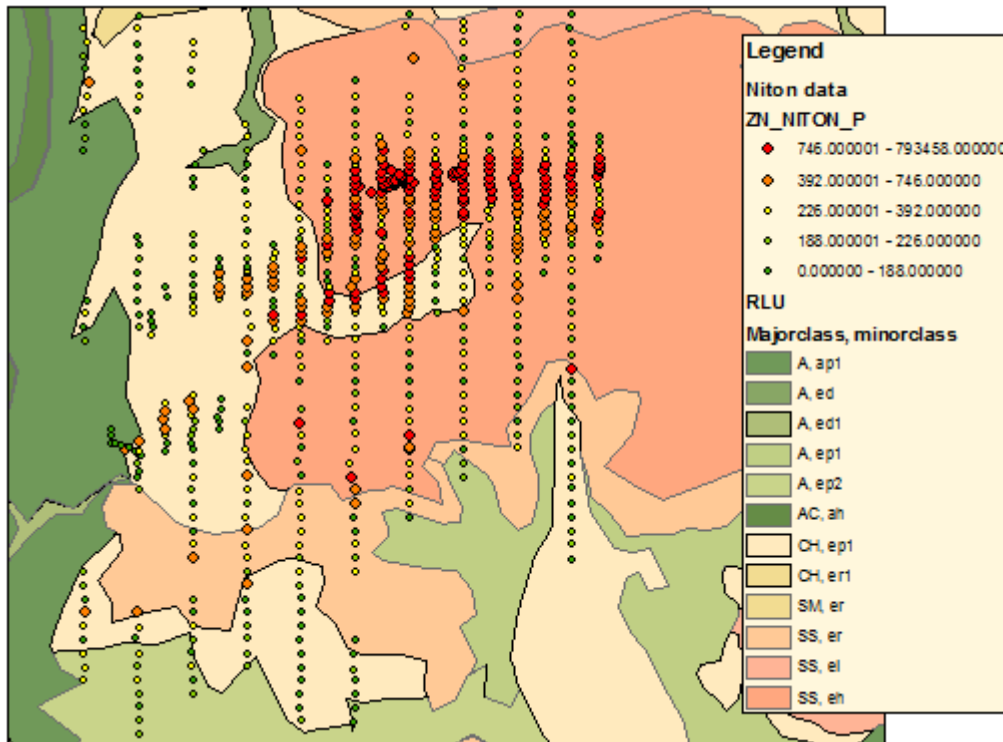 Legend
Niton data
ZN_NITON_P
746.000001 - 793458.000000
392.000001 - 746.000000
226.000001 - 392.000000
188.000001 - 226.000000
0.000000 - 188.000000
RLU
Majorclass, minorclass
A, ap1
A, ed
A, ed1
A, ep1
A, ep2
AC, ah
CH, ep1
CH, er1
SM, er
SS, er
SS, el
SS, eh